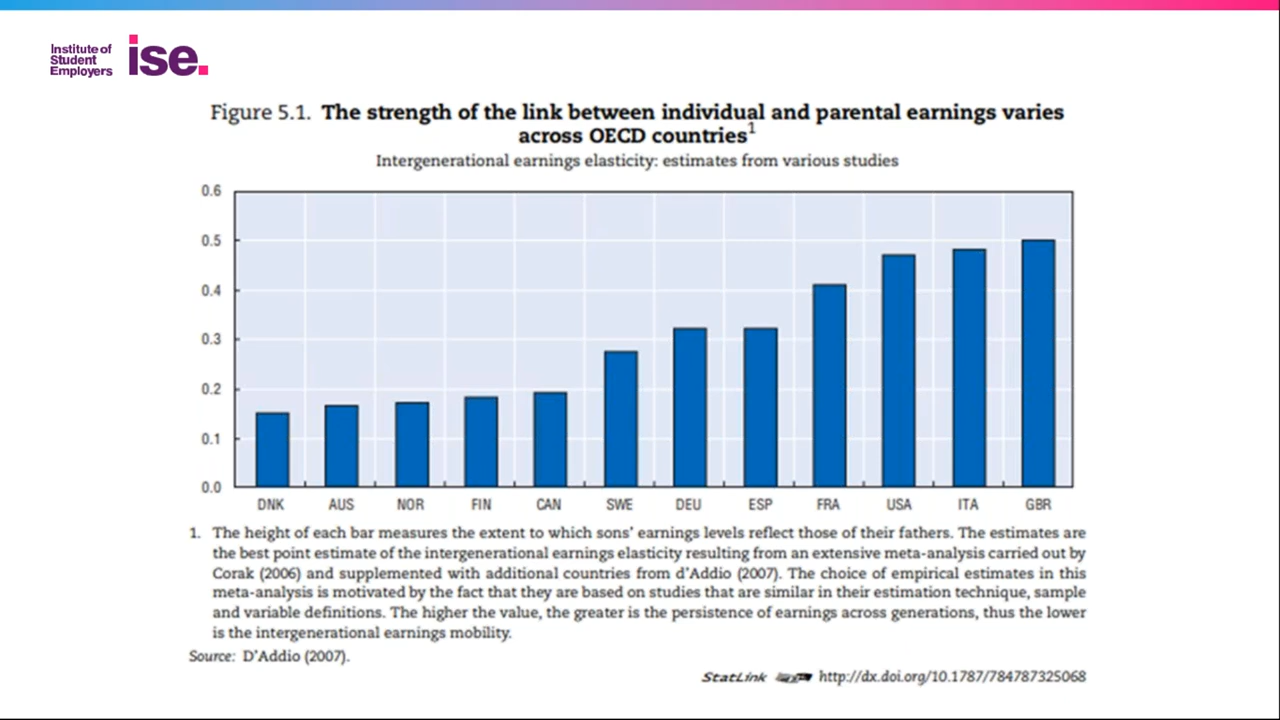 Institute of
Student
Employers
ise.
Figure 5.1. The strength of the link between individual and parental earnings varies
across OECD countries1
Intergenerational earnings elasticity: estimates from various studies
0.6
0.5
0.4
0.3
0.2
0.1
0.0
DNK AUS NOR FIN CAN SWE DEU ESP FRA USA ITA GBR
1. The height of each bar measures the extent to which sons' earnings levels reflect those of their fathers. The estimates are
the best point estimate of the intergenerational earnings elasticity resulting from an extensive meta-analysis carried out by
Corak (2006) and supplemented with additional countries from d'Addio (2007). The choice of empirical estimates in this
meta-analysis is motivated by the fact that they are based on studies that are similar in their estimation technique, sample
and variable definitions. The higher the value, the greater is the persistence of earnings across generations, thus the lower
is the intergenerational earnings mobility.
Source: D'Addio (2007).
StatLink http://dx.doi.org/10.1787/784787325068